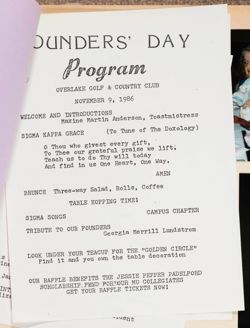 OUNDERS' DAY
Program
OVERLAKE GOLF & COUNTRY CLUB
NOVEMBER 9, 1986
WELCOME AND INTRODUCTIONS
Maxine Martin Anderson, Toastmistress
SIGMA KAPPA GRACE (To Tune of The Doxology)
O Thou who givest every gift,
To Thee our grateful praise we lift,
Teach us to do Thy will today
And find in us One Heart, One Way.
AMEN
BRUNCH Three-way Salad, Rolls, Coffee
TABLE HOPPING TIME!
SIGMA SONGS CAMPUS CHAPTER
TRIBUTE TO OUR FOUNDERS
Georgia Merrill Lundstrom
LOOK UNDER YOUR TEACUP FOR THE "GOLDEN CIRCLE"
Find it and you own the table decoration
OUR RAFFLE BENEFITS THE JESSIE PEPPER PADELFORD
SCHOLARSHIP FUND FOR OUR MU COLLEGIATES
GET YOUR RAFFLE TICKETS NOW!